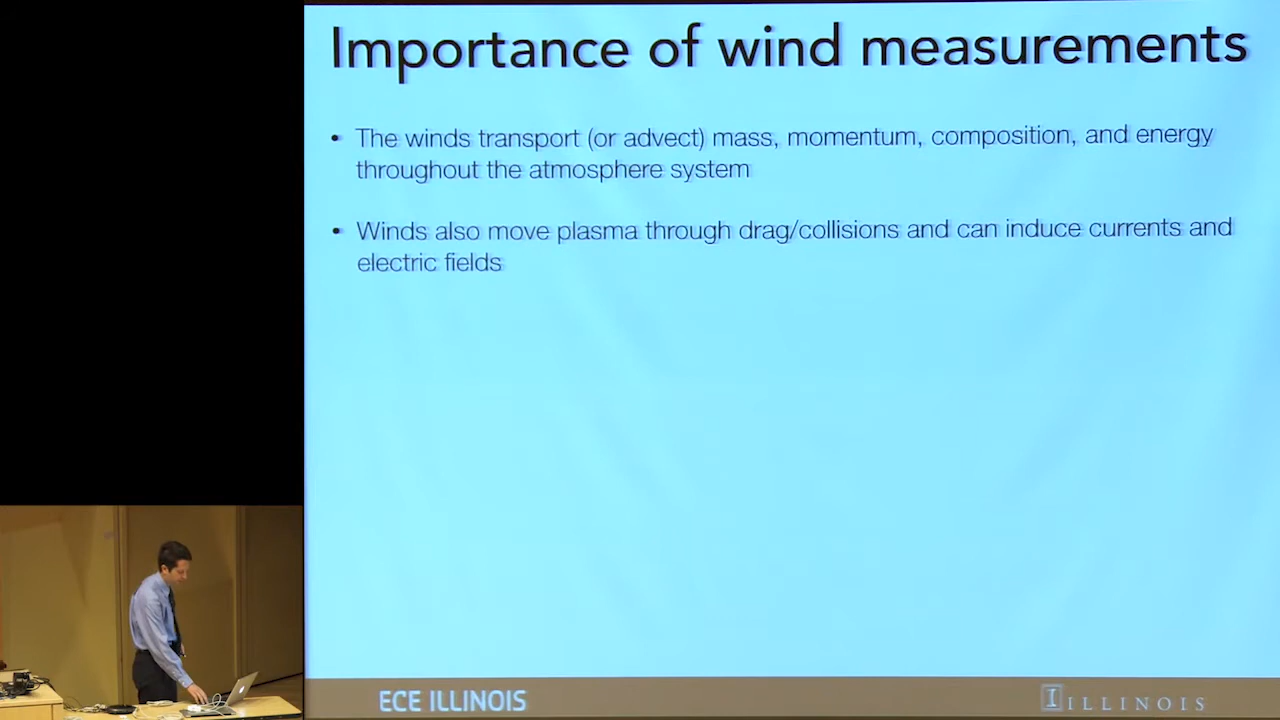 Importance of wind measurements
• The winds transport (or advect) mass, momentum, composition, and energy
throughout the atmosphere system
• Winds also move plasma through drag/collisions and can induce currents and
electric fields
ECE ILLINOIS
I ILLINOIS